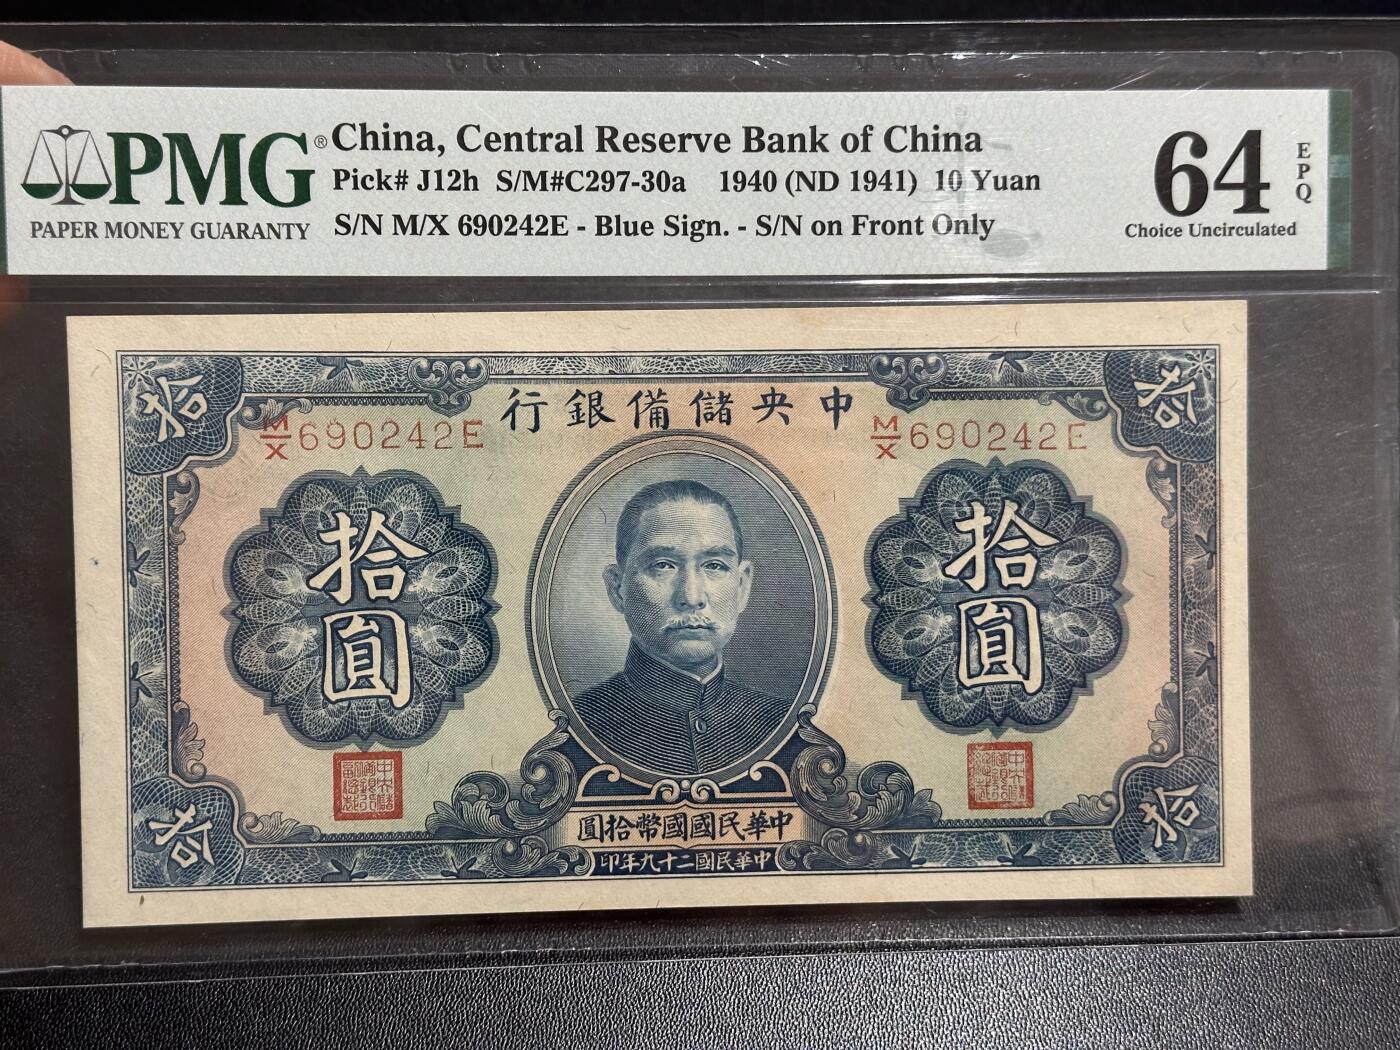 PMG®
PAPER MONEY GUARANTY
China, Central Reserve Bank of China
Pick# J12h S/M#C297-30a 1940 (ND 1941) 10 Yuan
S/N M/X 690242E - Blue Sign. - S/N on Front Only
64 EPQ
Choice Uncirculated
拾
拾
行銀備儲央中
M/X690242E
M/X690242E
拾圓
拾圓
圓拾幣國國民華中
印年九十二國民華中
拾
拾